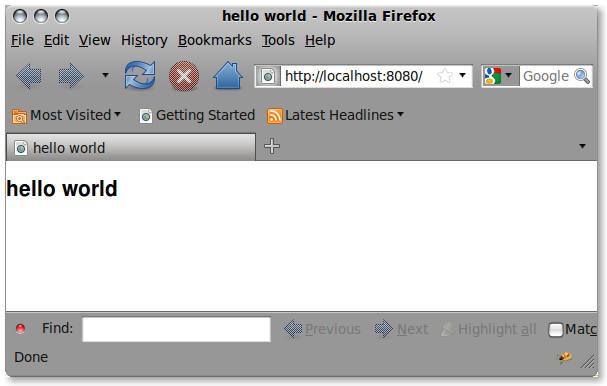 hello world - Mozilla Firefox
File Edit View History Bookmarks Tools Help
http://localhost:8080/ Google
Most Visited Getting Started Latest Headlines
hello world
hello world
Find: Previous Next Highlight all Matc
Done